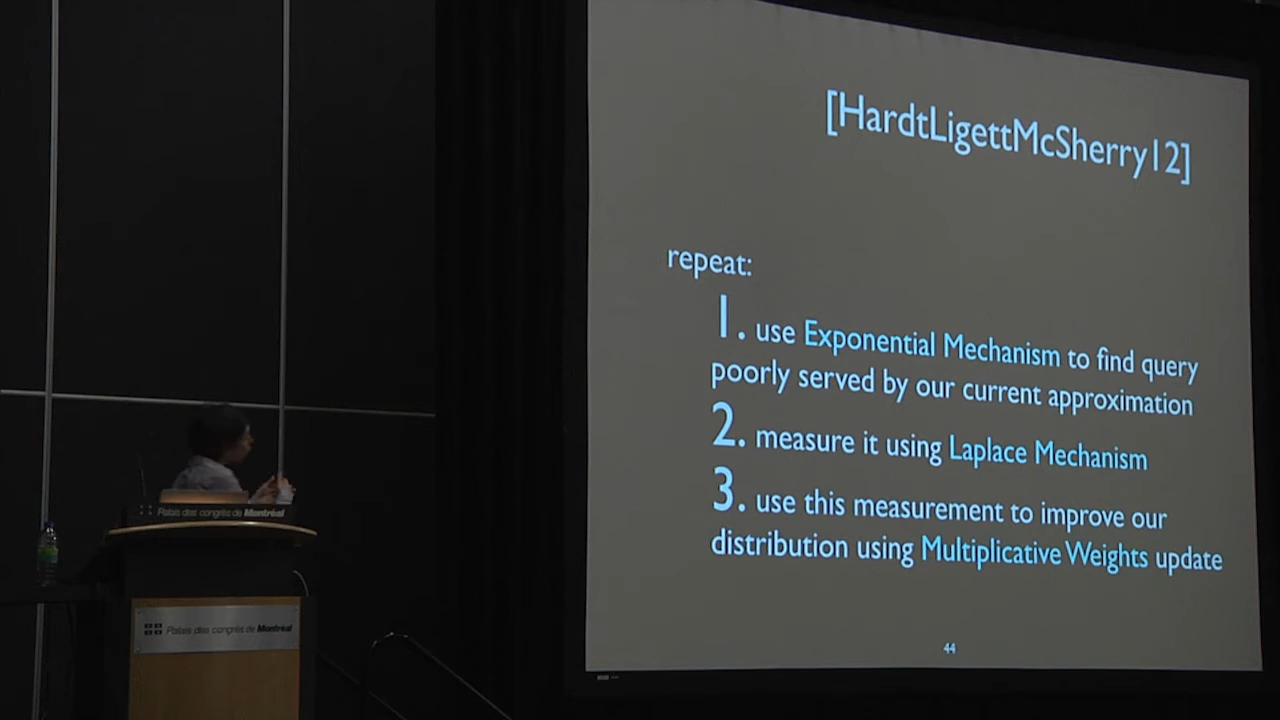 [HardtLigettMcSherry12]
repeat:
1. use Exponential Mechanism to find query
poorly served by our current approximation
2. measure it using Laplace Mechanism
3. use this measurement to improve our
distribution using Multiplicative Weights update
44
Palais des congrès de Montréal
Palais des congrès de Montréal